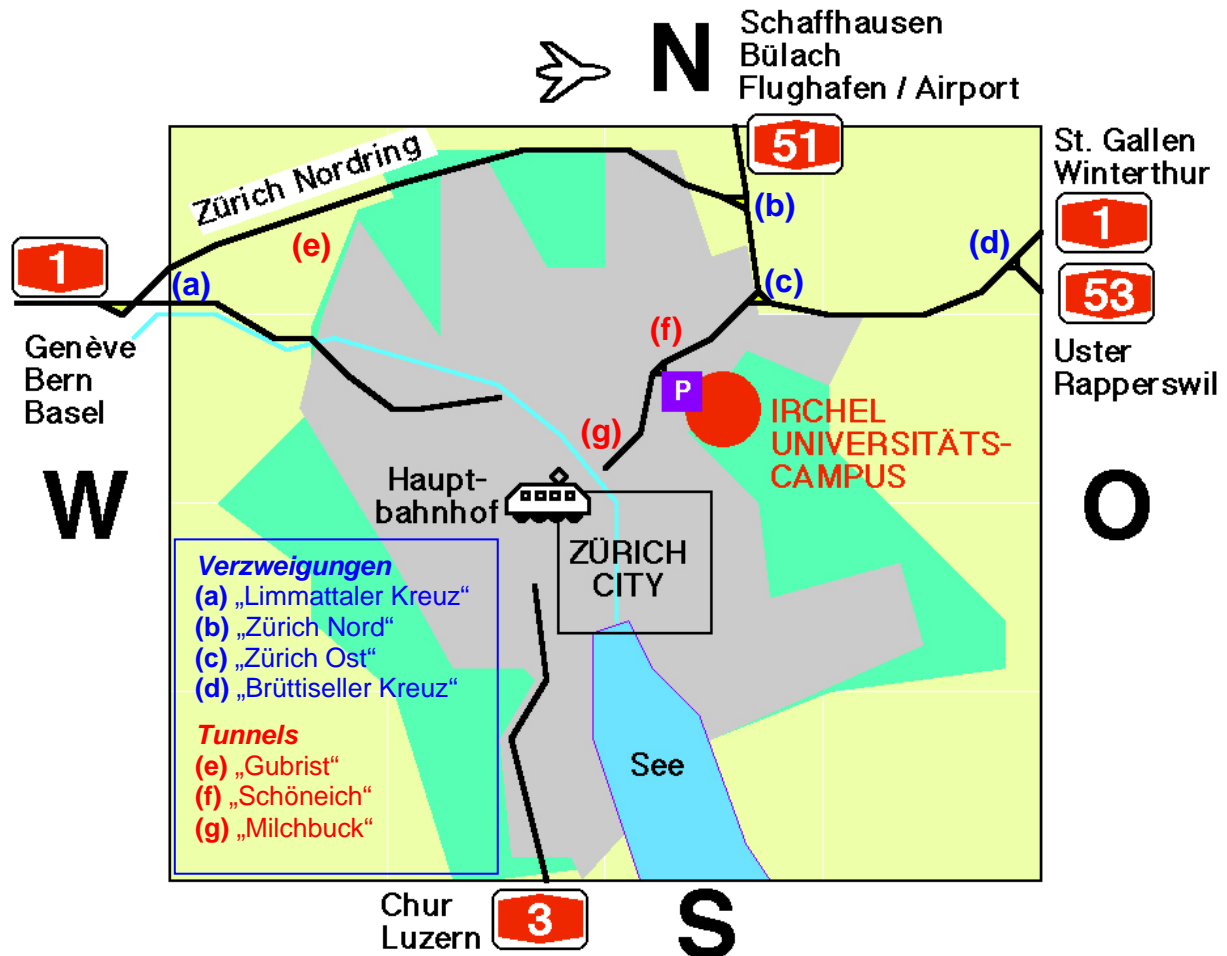 N
Schaffhausen
Bülach
Flughafen / Airport
51
St. Gallen
Winterthur
1
53
Uster
Rapperswil
Zürich Nordring
(b)
(e)
(d)
1
(a)
(c)
Genève
Bern
Basel
(f)
P
IRCHEL
UNIVERSITÄTS-
CAMPUS
(g)
W
Haupt-
bahnhof
O
ZÜRICH
CITY
Verzweigungen
(a) „Limmattaler Kreuz“
(b) „Zürich Nord“
(c) „Zürich Ost“
(d) „Brüttiseller Kreuz“
Tunnels
(e) „Gubrist“
(f) „Schöneich“
(g) „Milchbuck“
See
Chur
Luzern
3
S